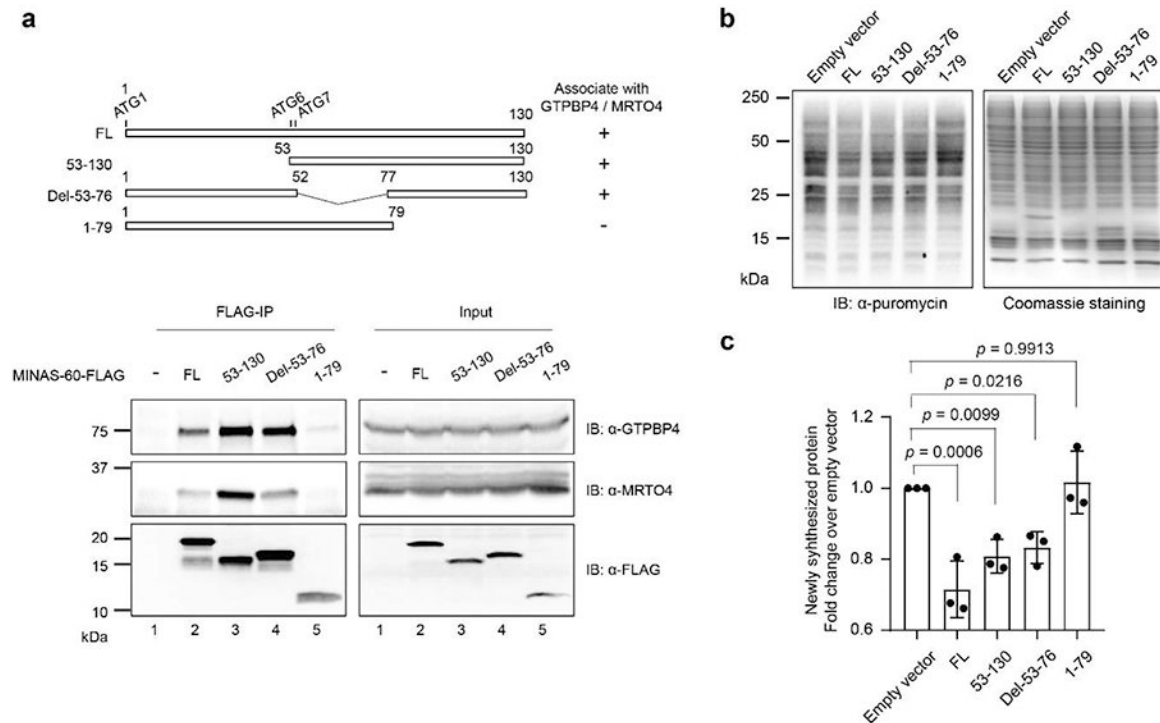 a
1
ATG1
ATG6
ATG7
130
Associate with
GTPBP4 / MRTO4
FL
+
53
130
53-130
+
1
52
77
130
Del-53-76
+
1
79
1-79
-
FLAG-IP
Input
MINAS-60-FLAG
-
FL
53-130
Del-53-76
1-79
-
FL
53-130
Del-53-76
1-79
75
IB: α-GTPBP4
37
IB: α-MRTO4
20
15
10
IB: α-FLAG
kDa
1 2 3 4 5
1 2 3 4 5
b
Empty vector
FL
53-130
Del-53-76
1-79
Empty vector
FL
53-130
Del-53-76
1-79
250
50
25
15
kDa
IB: α-puromycin
Coomassie staining
c
p = 0.9913
p = 0.0216
p = 0.0099
p = 0.0006
Newly syhthesized protein
Fold change over empty vector
1.2
1.0
0.8
0.6
Empty vector
FL
53-130
Del-53-76
1-79